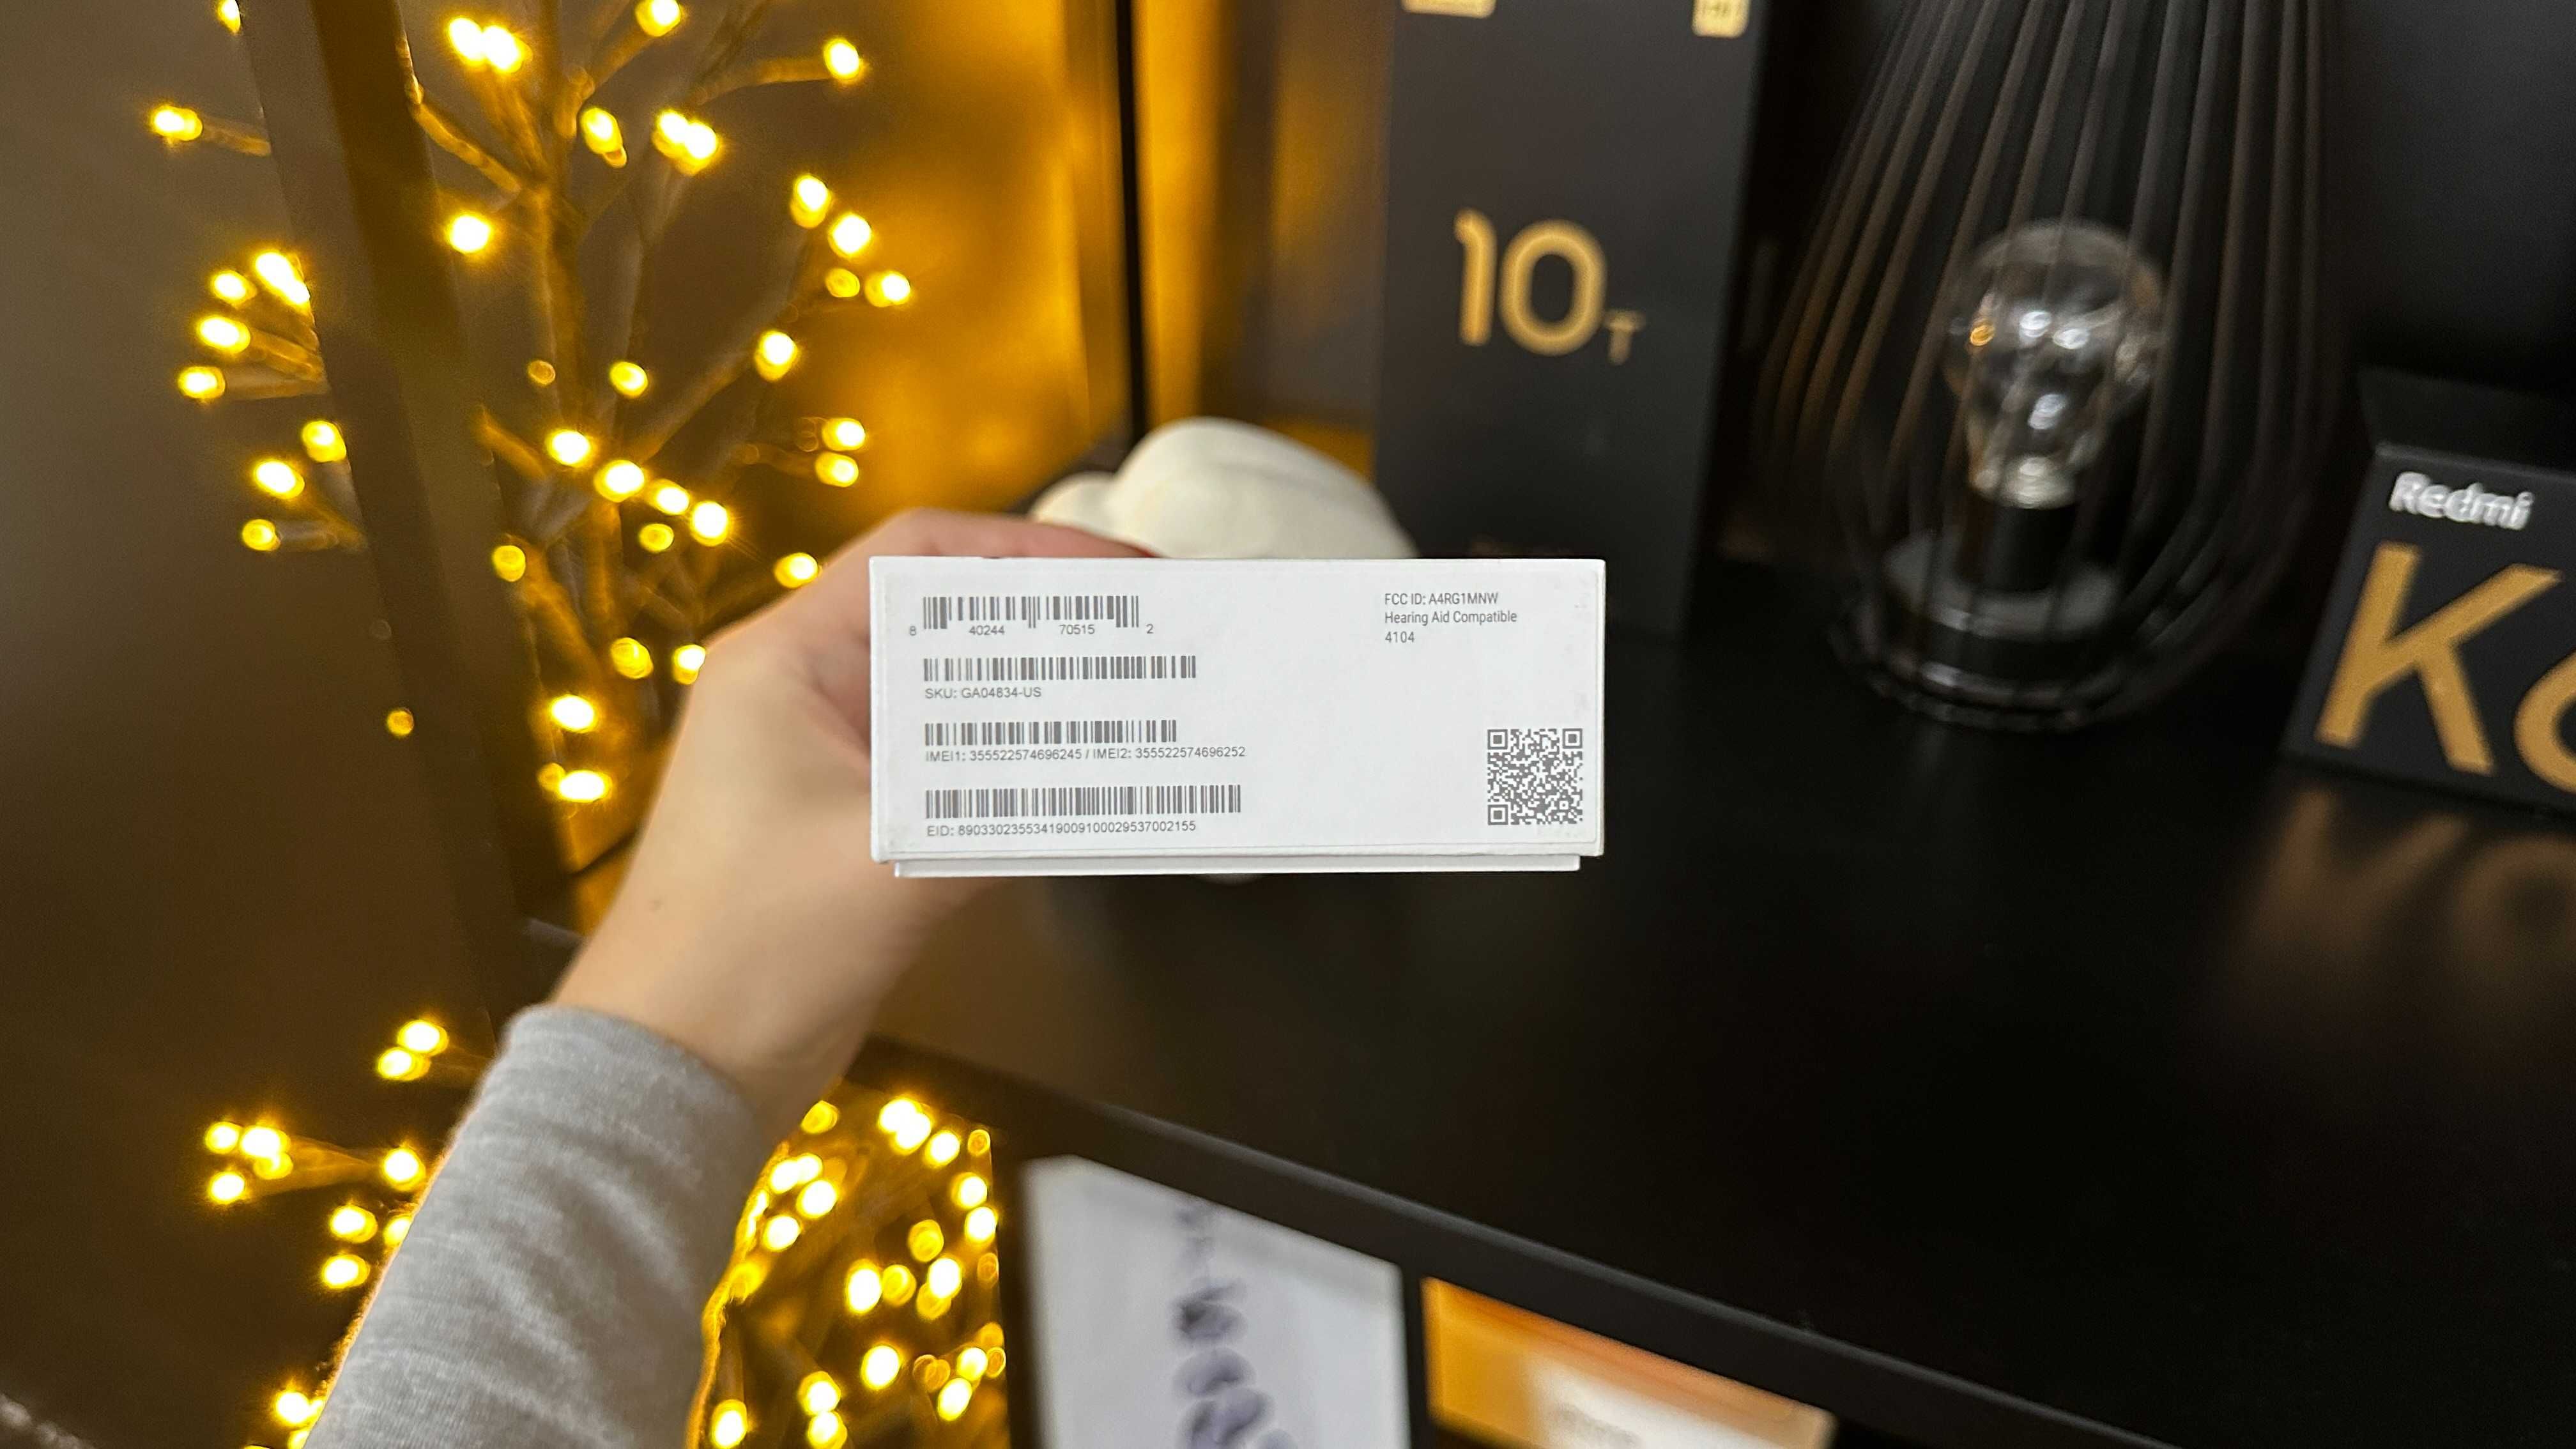 10T
Redmi
K
8 40244 70515 2
SKU: GA04834-US
IMEI1: 355522574696245 / IMEI2: 355522574696252
EID: 89033023553419009100029537002155
FCC ID: A4RG1MNW
Hearing Aid Compatible
4104